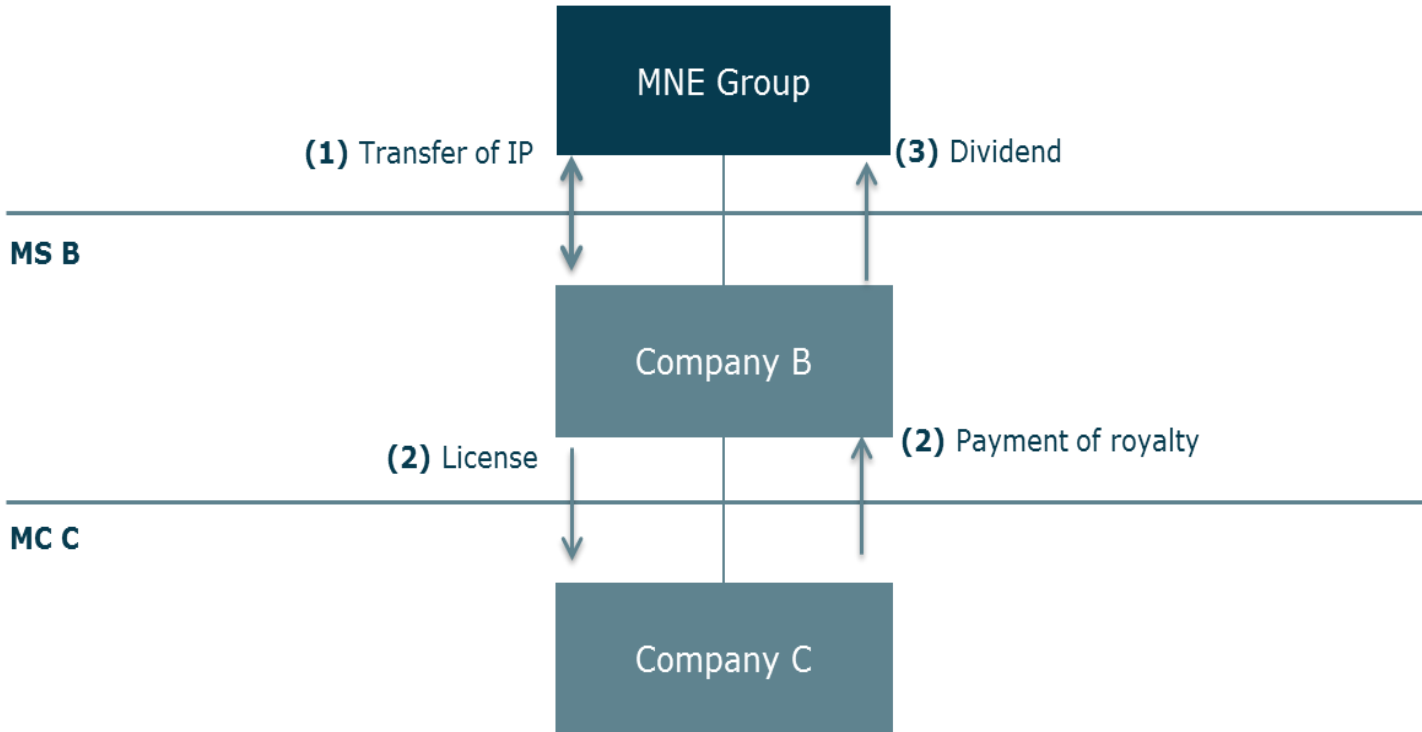 MNE Group
(1) Transfer of IP
(3) Dividend
MS B
Company B
(2) License
(2) Payment of royalty
MC C
Company C